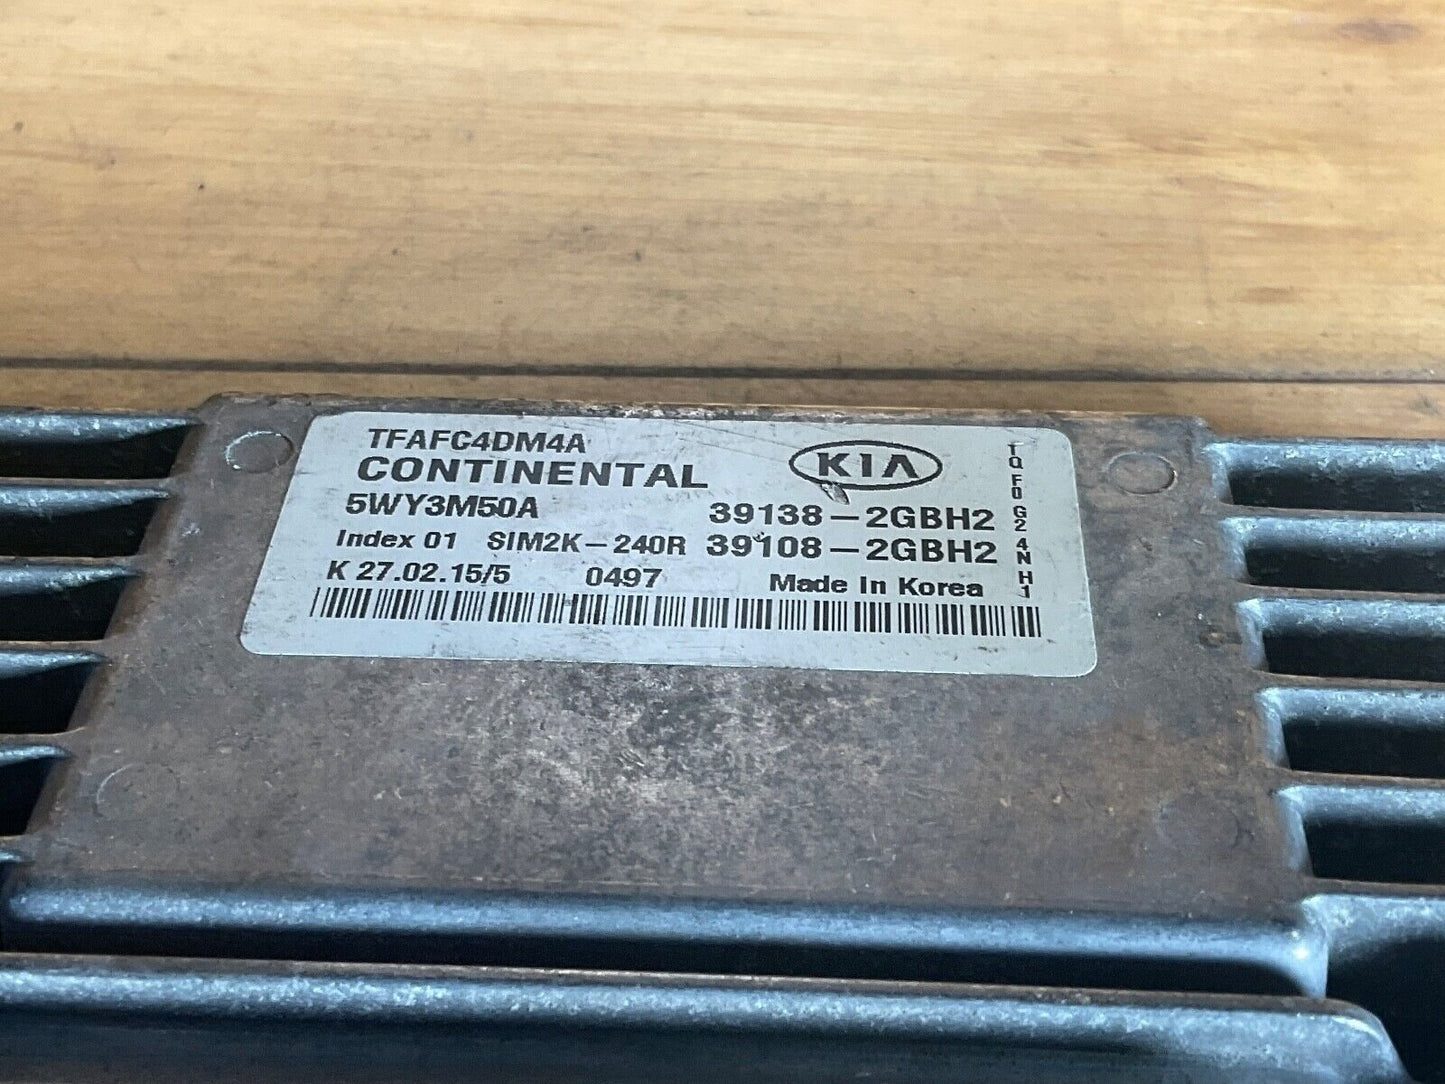 TFAFC4DM4A
CONTINENTAL
KIA
5WY3M50A 39138-2GBH2
Index 01 SIM2K-240R 39108-2GBH2
K 27.02.15/5 0497 Made In Korea
TQ F0 G2 4N H1